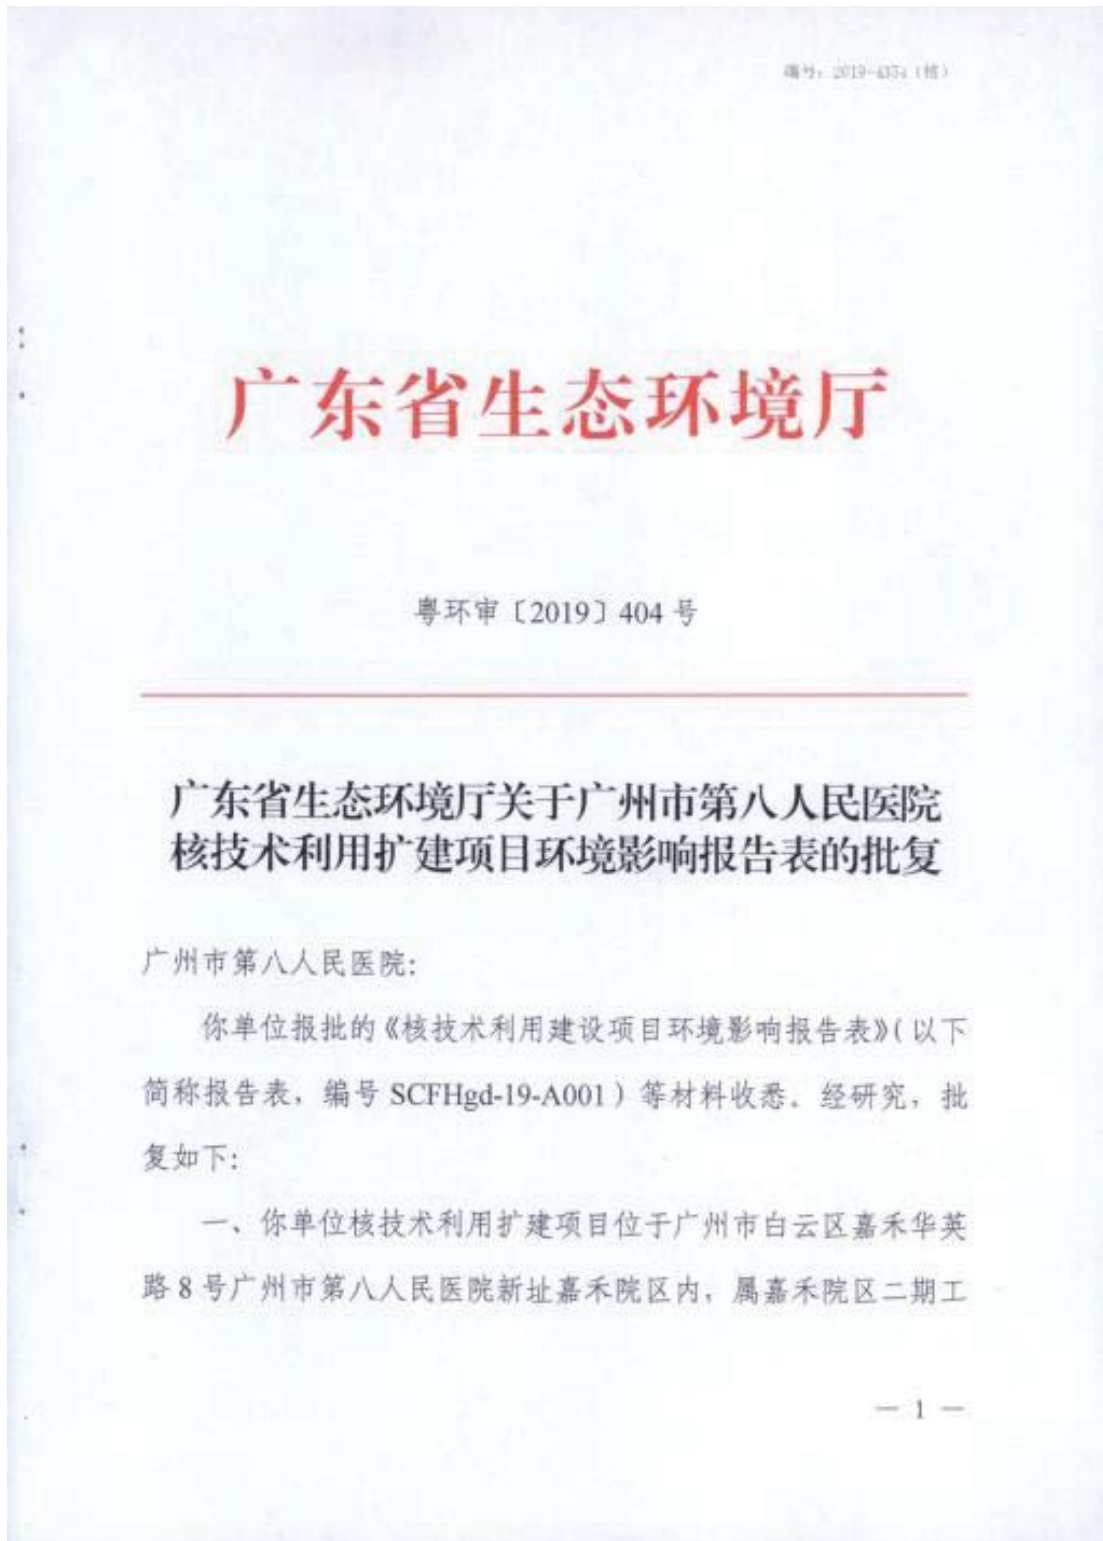 编号：2019-4354（核）
广东省生态环境厅
粤环审〔2019〕404 号
广东省生态环境厅关于广州市第八人民医院
核技术利用扩建项目环境影响报告表的批复
广州市第八人民医院:
你单位报批的《核技术利用建设项目环境影响报告表》(以下
简称报告表，编号 SCFHgd-19-A001）等材料收悉。经研究，批
复如下:
一、你单位核技术利用扩建项目位于广州市白云区嘉禾华英
路 8 号广州市第八人民医院新址嘉禾院区内，属嘉禾院区二期工
— 1 —